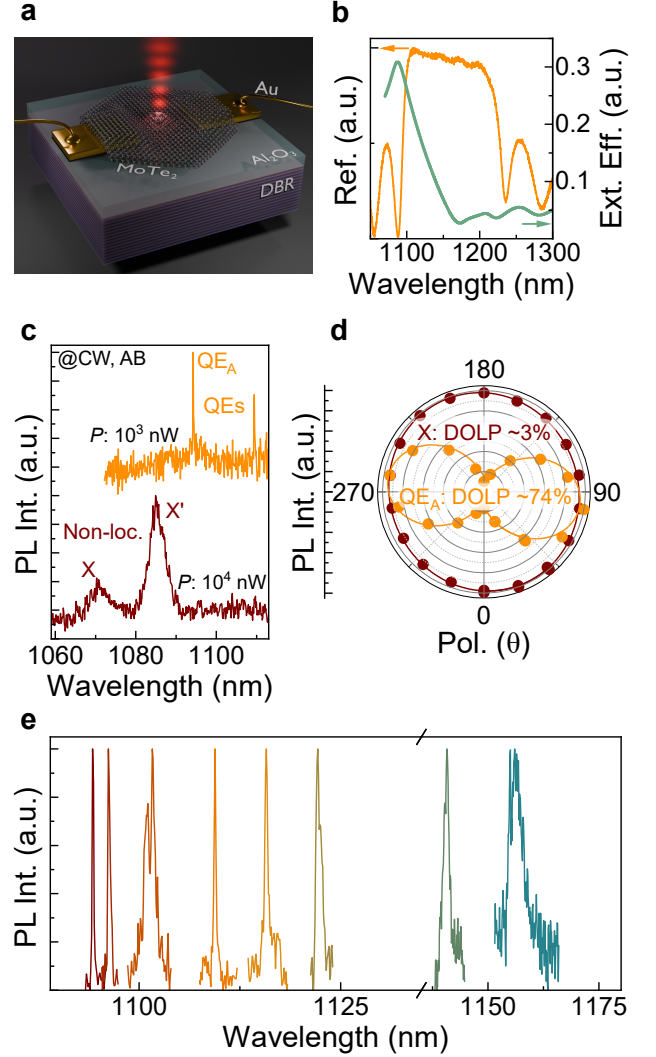 a
Au
MoTe₂
Al₂O₃
DBR
b
Ref. (a.u.)
0.3
0.2
0.1
Ext. Eff. (a.u.)
1100 1200 1300
Wavelength (nm)
c
@CW, AB
QE_A
QEs
P: 10³ nW
Non-loc.
X
X'
P: 10⁴ nW
PL Int. (a.u.)
1060 1080 1100
Wavelength (nm)
d
180
X: DOLP ~3%
270
QE_A: DOLP ~74%
90
0
PL Int. (a.u.)
Pol. (θ)
e
PL Int. (a.u.)
1100 1125 1150 1175
Wavelength (nm)